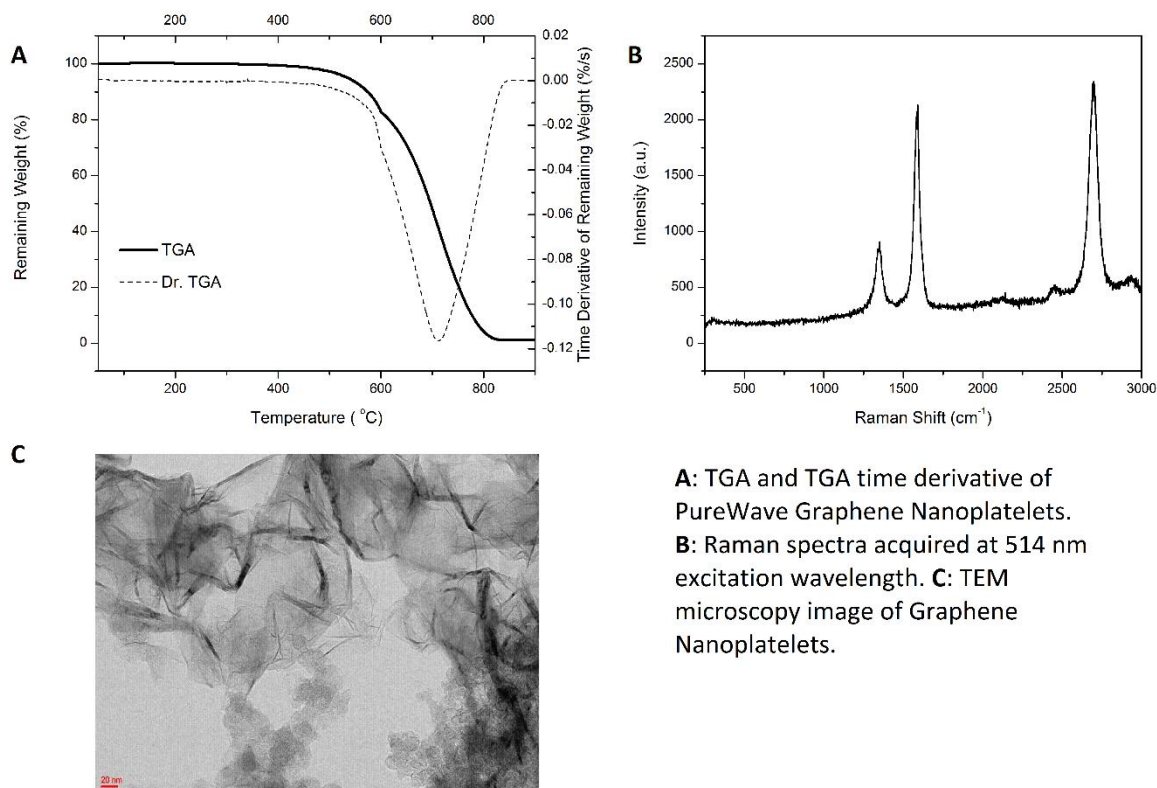 A
200 400 600 800
100
80
60
40
20
0
Remaining Weight (%)
TGA
Dr. TGA
0.02
0.00
-0.02
-0.04
-0.06
-0.08
-0.10
-0.12
Time Derivative of Remaining Weight (%/s)
200 400 600 800
Temperature ( °C)
B
2500
2000
1500
1000
500
0
Intensity (a.u.)
500 1000 1500 2000 2500 3000
Raman Shift (cm⁻¹)
C
20 nm
A: TGA and TGA time derivative of
PureWave Graphene Nanoplatelets.
B: Raman spectra acquired at 514 nm
excitation wavelength. C: TEM
microscopy image of Graphene
Nanoplatelets.